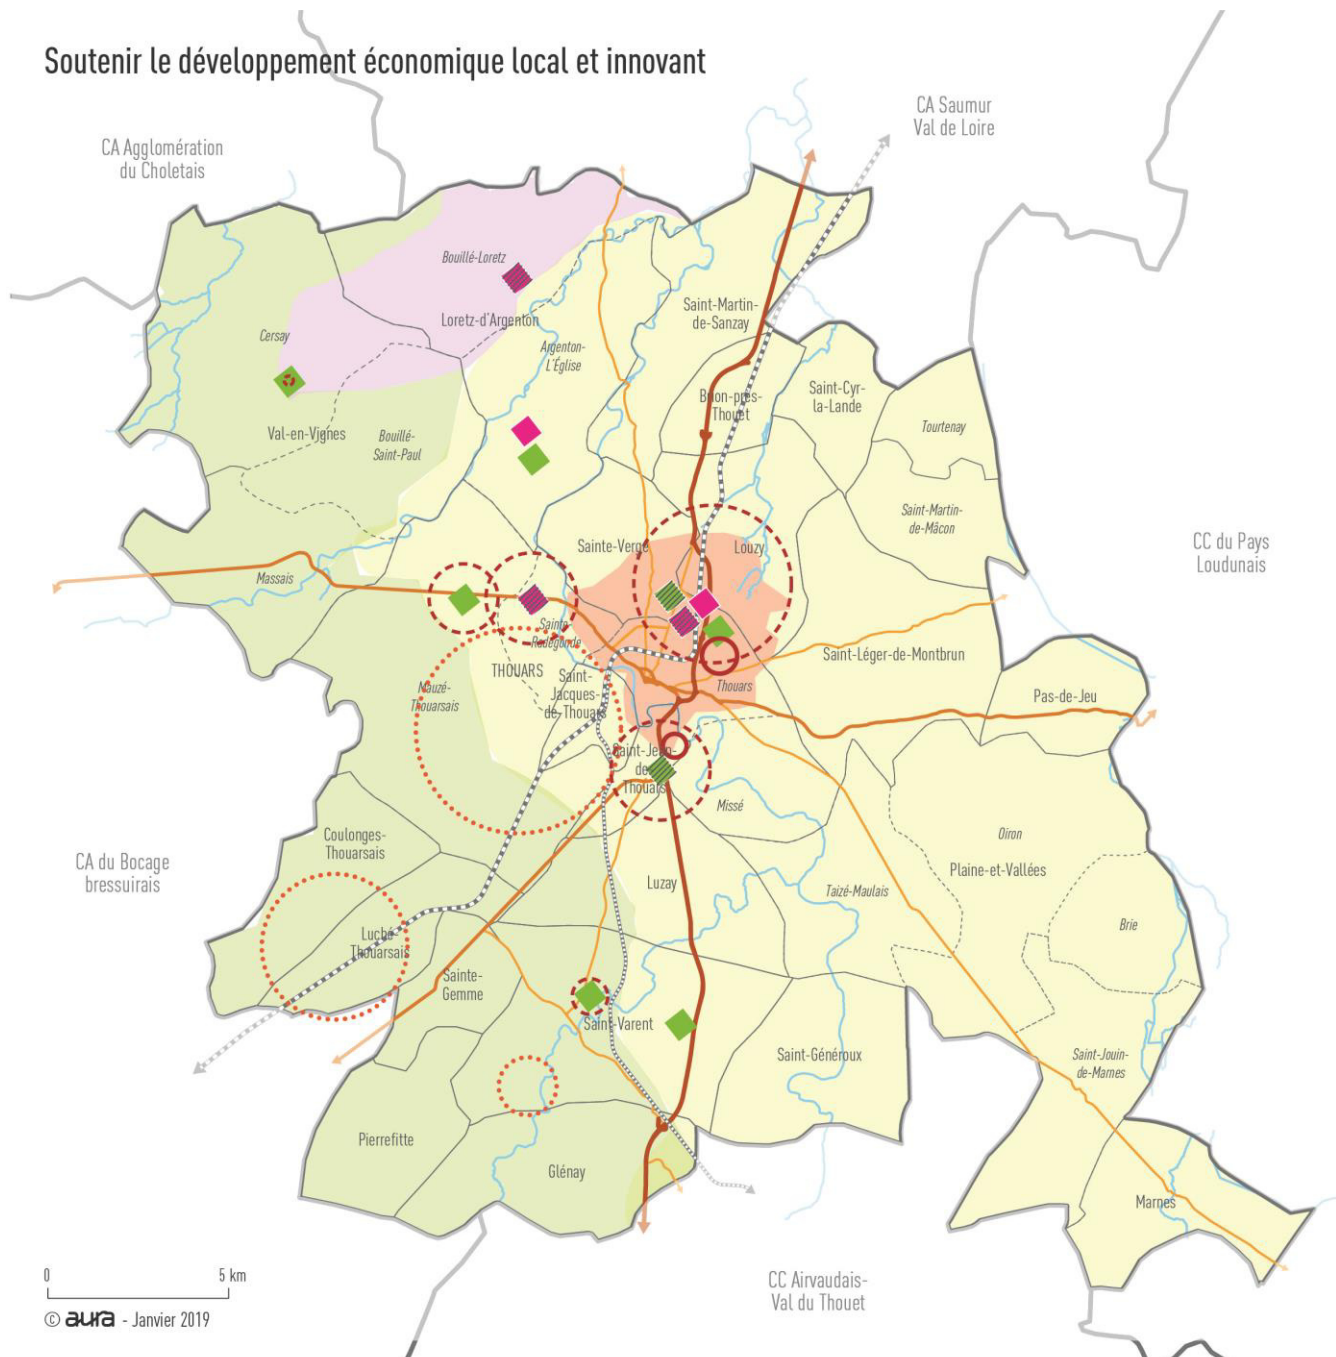 Soutenir le développement économique local et innovant
CA Saumur
Val de Loire
CA Agglomération
du Choletais
Bouillé-Loretz
Loretz-d'Argenton
Saint-Martin-
de-Sanzay
Cersay
Argenton-
L'Église
Brion-près-
Thouet
Saint-Cyr-
la-Lande
Tourtenay
Val-en-Vignes
Bouillé-
Saint-Paul
Saint-Martin-
de-Mâcon
Sainte-Verge
Louzy
CC du Pays
Loudunais
Massais
Sainte-
Radegonde
THOUARS
Saint-
Jacques-
de-Thouars
Mauzé-
Thouarsais
Thouars
Saint-Léger-de-Montbrun
Pas-de-Jeu
Saint-Jean-
de-
Thouars
Missé
Coulonges-
Thouarsais
Oiron
Plaine-et-Vallées
CA du Bocage
bressuirais
Luzay
Taizé-Maulais
Brie
Luché-
Thouarsais
Sainte-
Gemme
Saint-Varent
Saint-Généroux
Saint-Jouin-
de-Marnes
Pierrefitte
Glénay
Marnes
CC Airvaudais-
Val du Thouet
0 5 km
© aura - Janvier 2019